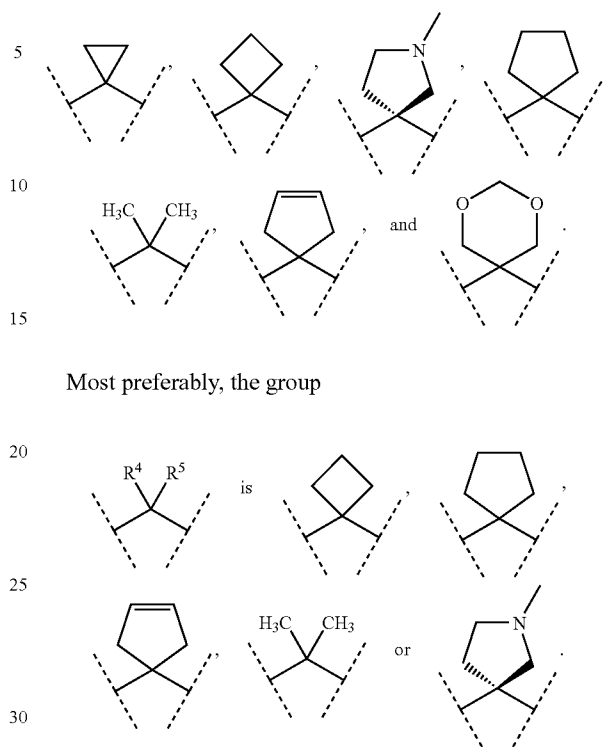 5
N
, , ,
10
H₃C CH₃ O O
, , and .
15
Most preferably, the group
20
R⁴ R⁵ is , ,
25
H₃C CH₃ N
, or .
30